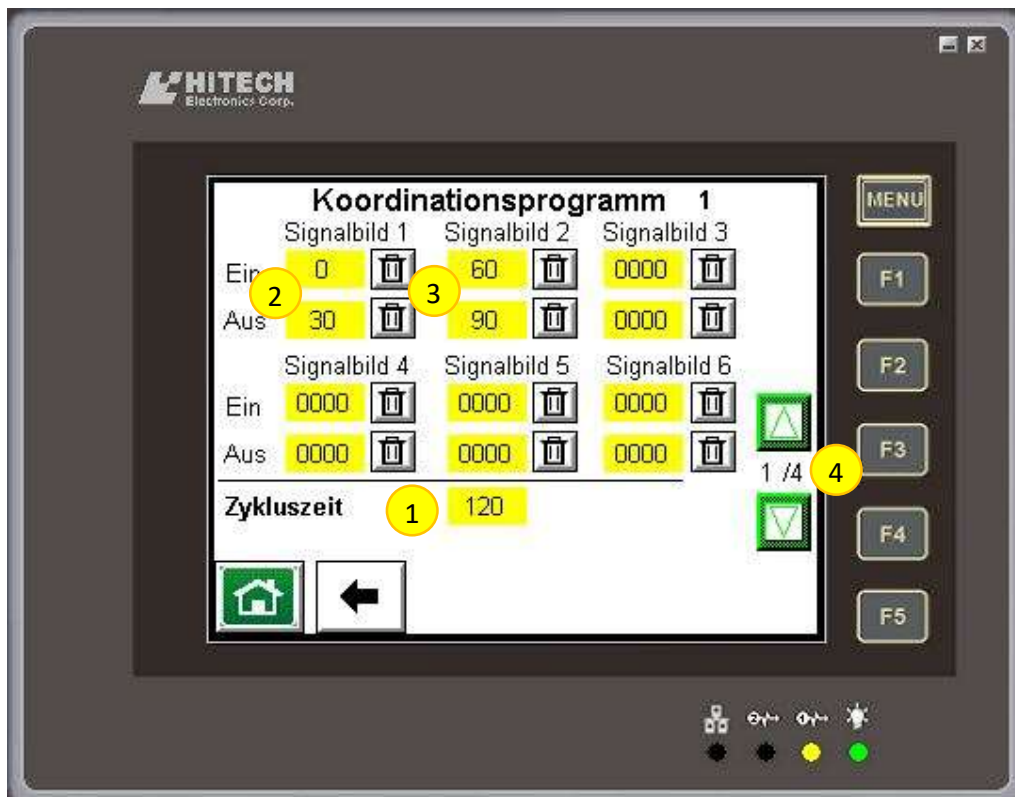 HITECH
Electronics Corp.
Koordinationsprogramm 1
MENU
Signalbild 1 Signalbild 2 Signalbild 3
Ein 0 60 0000
F1
2 3
Aus 30 90 0000
Signalbild 4 Signalbild 5 Signalbild 6
F2
Ein 0000 0000 0000
Aus 0000 0000 0000
F3
1 /4 4
Zykluszeit 1 120
F4
F5